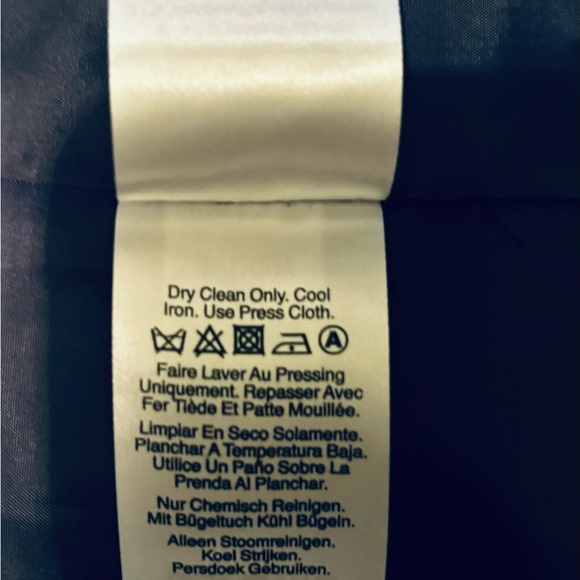 Dry Clean Only. Cool
Iron. Use Press Cloth.
A
Faire Laver Au Pressing
Uniquement. Repasser Avec
Fer Tiède Et Patte Mouillée.
Limpiar En Seco Solamente.
Planchar A Temperatura Baja.
Utilice Un Paño Sobre La
Prenda Al Planchar.
Nur Chemisch Reinigen.
Mit Bügeltuch Kühl Bügeln.
Alleen Stoomreinigen.
Koel Strijken.
Persdoek Gebruiken.